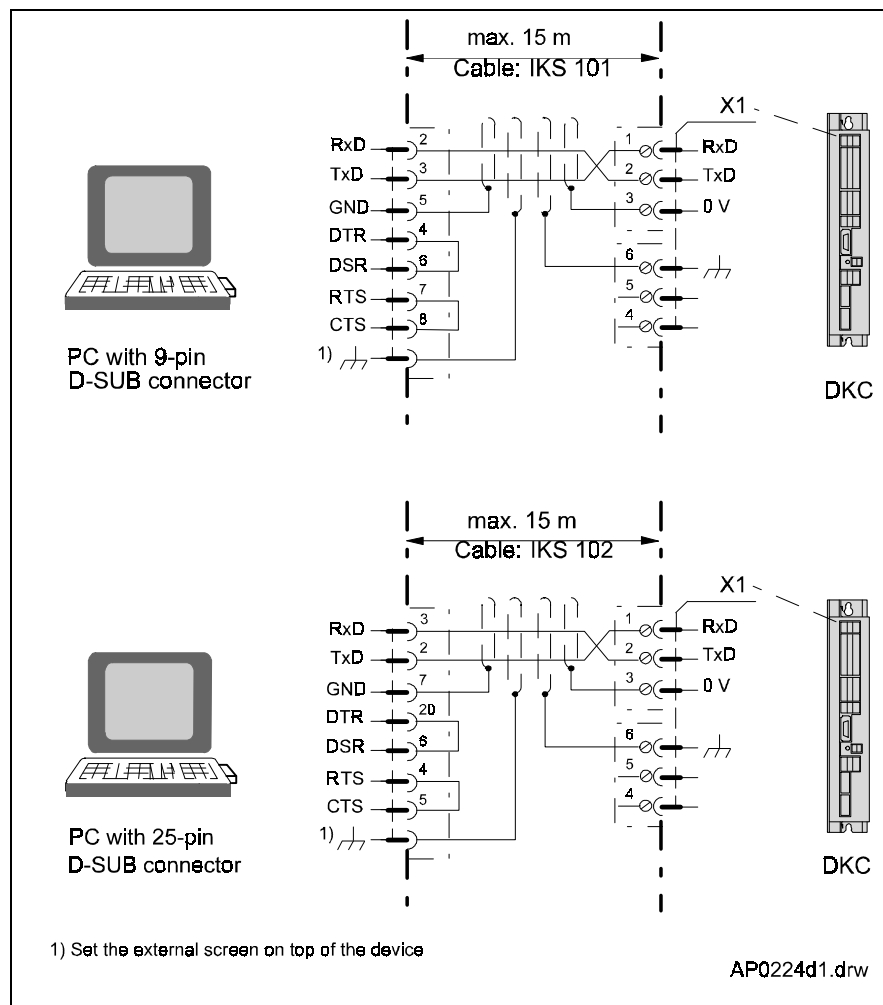 max. 15 m
Cable: IKS 101
X1
RxD 2 1 RxD
TxD 3 2 TxD
GND 5 3 0 V
DTR 4
DSR 6 6
RTS 7 5
CTS 8 4
1)
PC with 9-pin
D-SUB connector
DKC
max. 15 m
Cable: IKS 102
X1
RxD 3 1 RxD
TxD 2 2 TxD
GND 7 3 0 V
DTR 20
DSR 6 6
RTS 4 5
CTS 5 4
1)
PC with 25-pin
D-SUB connector
DKC
1) Set the external screen on top of the device
AP0224d1.drw